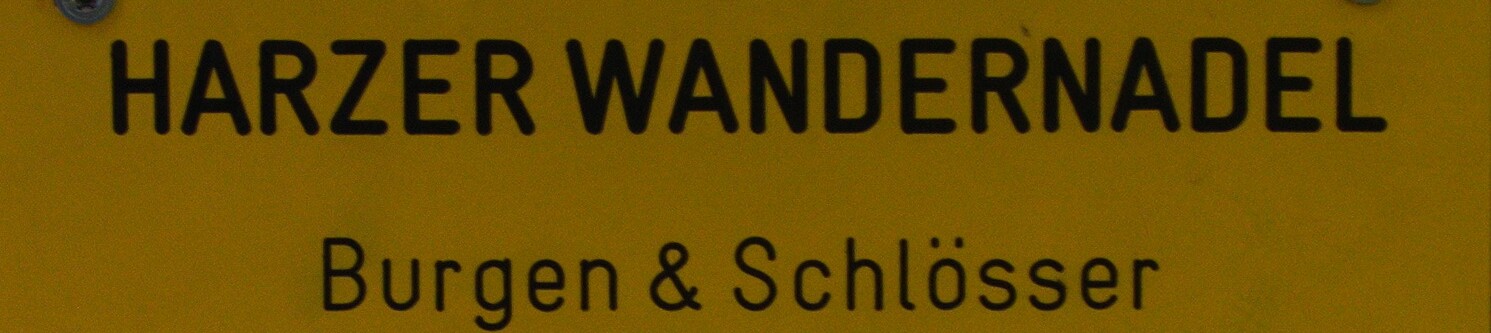 HARZER WANDERNADEL
Burgen & Schlösser